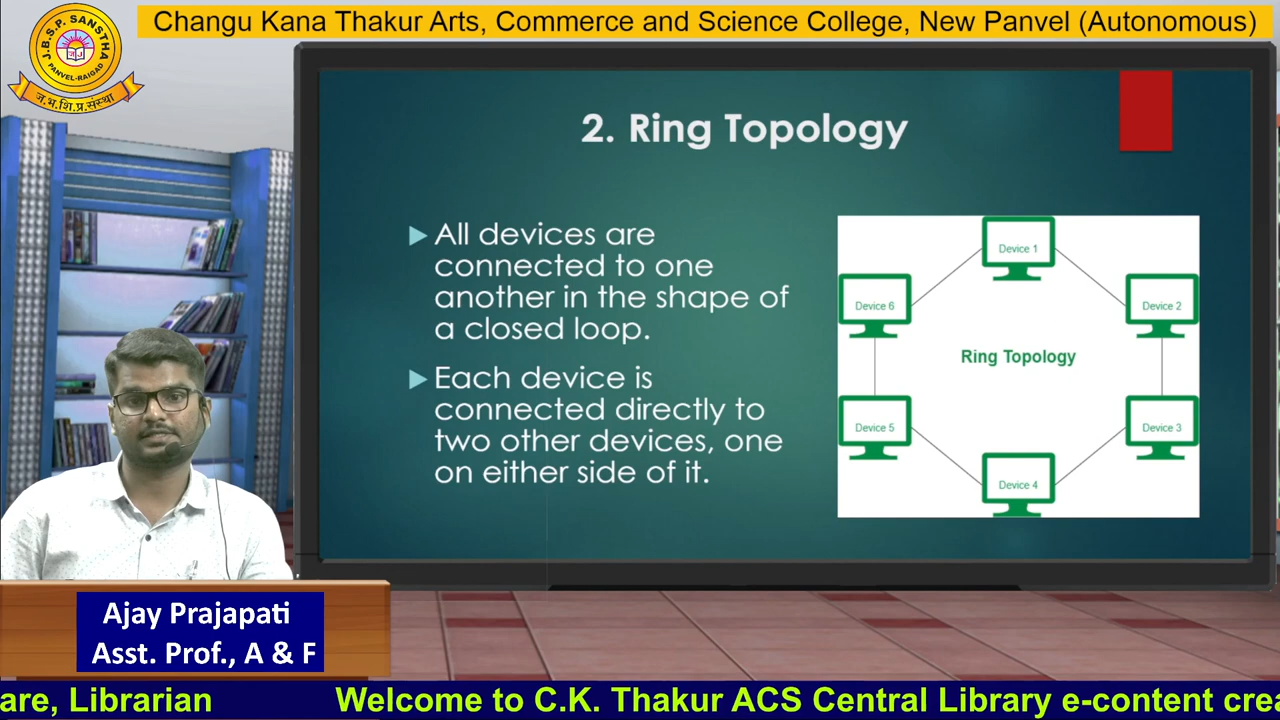 Changu Kana Thakur Arts, Commerce and Science College, New Panvel (Autonomous)
J.B.S.P. SANSTHA
PANVEL-RAIGAD
ज.भ.शि.प्र.संस्था
2. Ring Topology
All devices are
connected to one
another in the shape of
a closed loop.
Each device is
connected directly to
two other devices, one
on either side of it.
Device 1
Device 6
Device 2
Ring Topology
Device 5
Device 3
Device 4
Ajay Prajapati
Asst. Prof., A & F
are, Librarian Welcome to C.K. Thakur ACS Central Library e-content crea